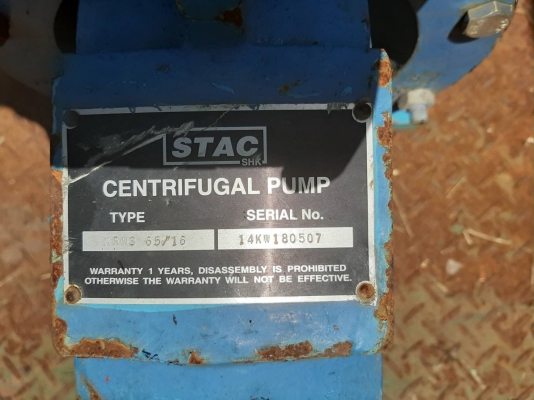 STAC
SHK
CENTRIFUGAL PUMP
TYPE SERIAL No.
65/16 14KW180507
WARRANTY 1 YEARS, DISASSEMBLY IS PROHIBITED
OTHERWISE THE WARRANTY WILL NOT BE EFFECTIVE.